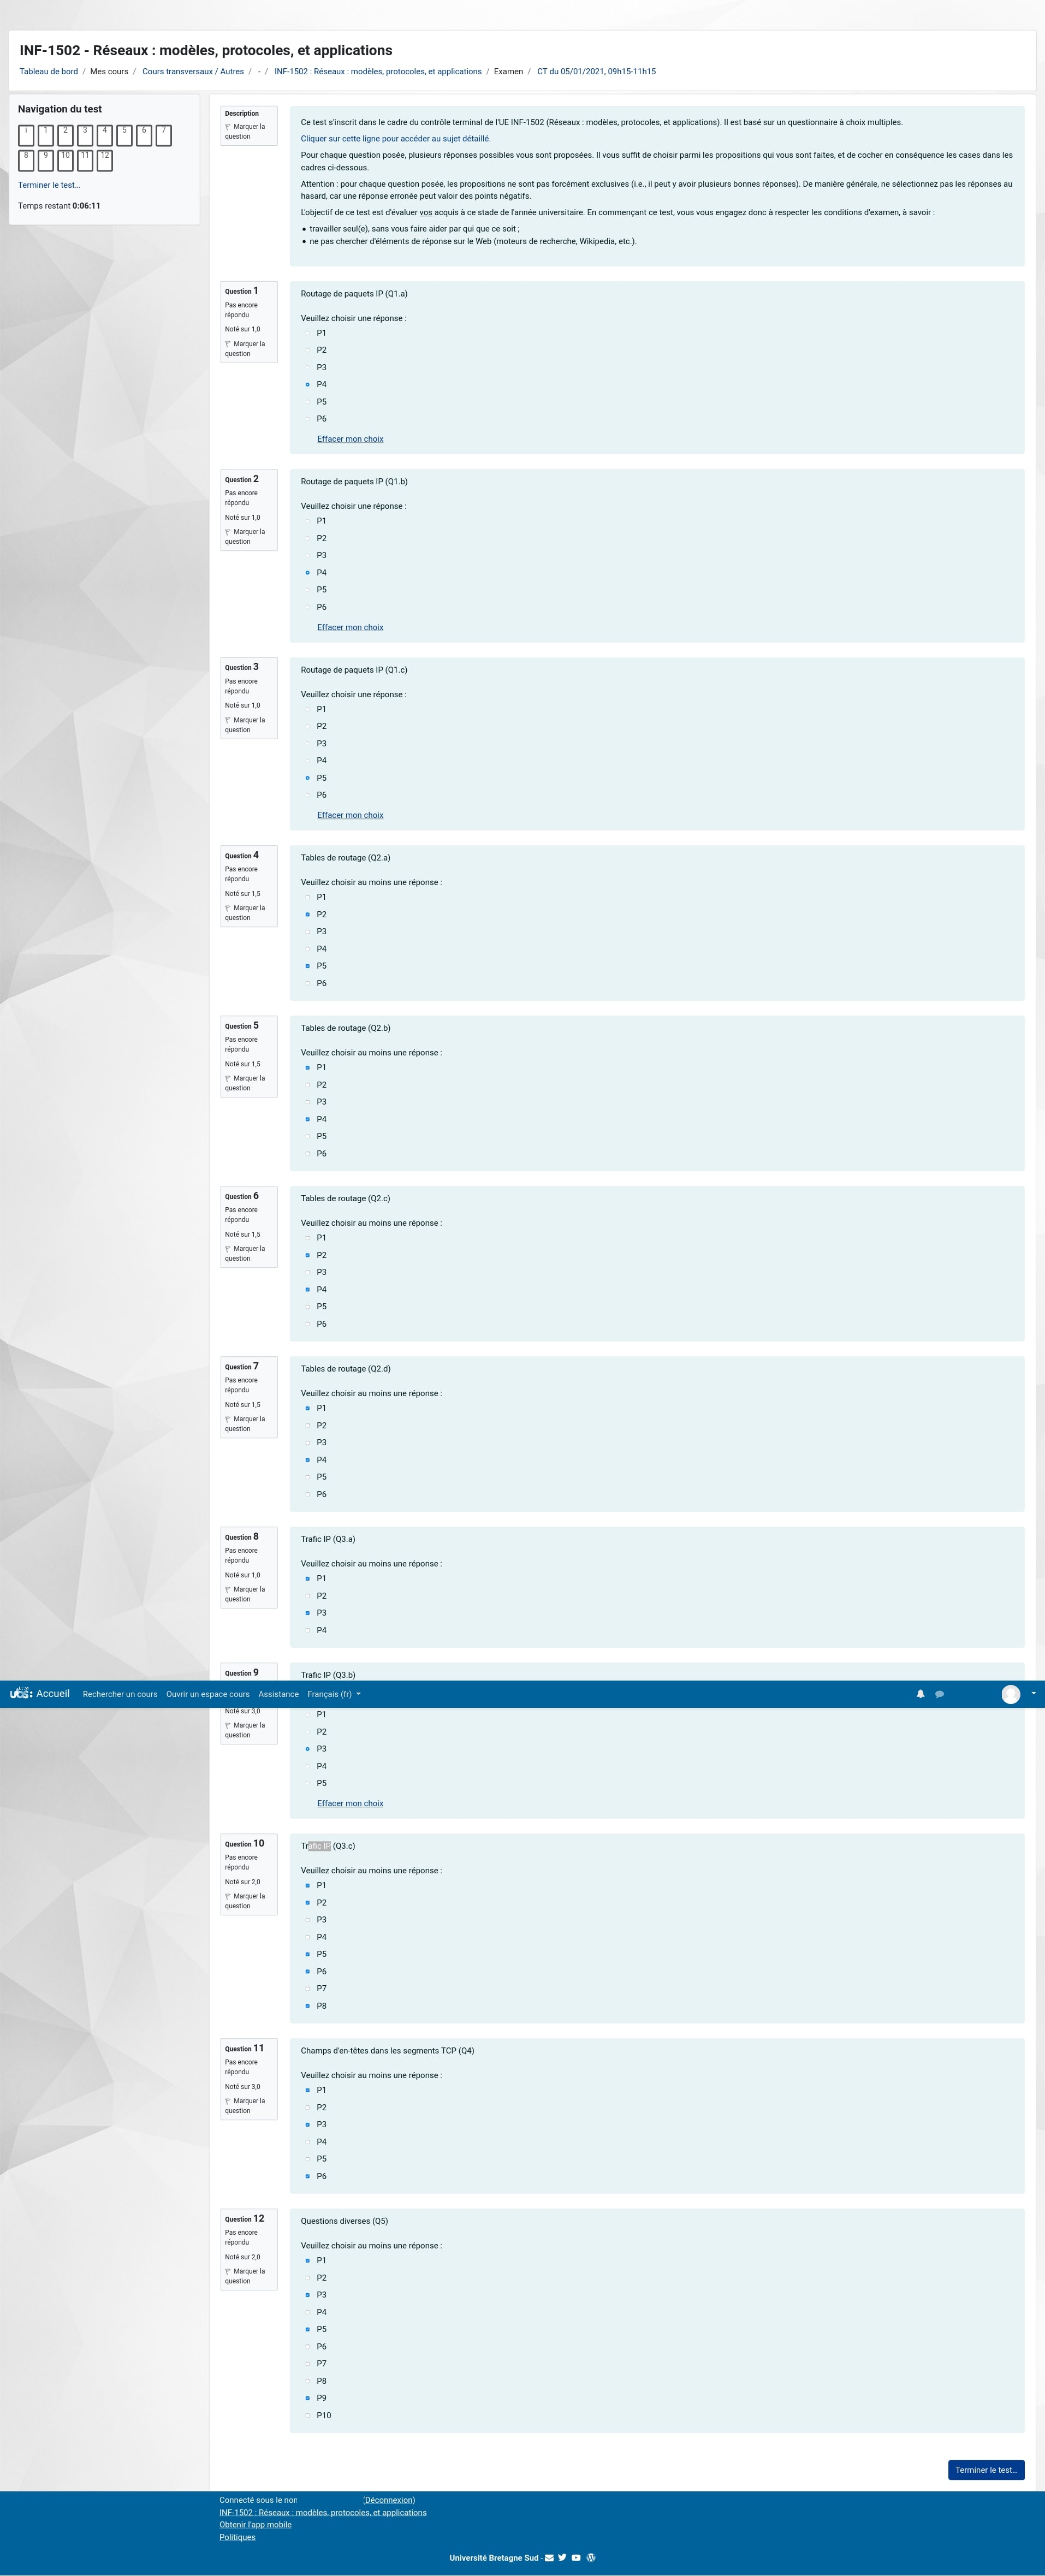 INF-1502 - Réseaux : modèles, protocoles, et applications
Tableau de bord / Mes cours / Cours transversaux / Autres / - / INF-1502 : Réseaux : modèles, protocoles, et applications / Examen / CT du 05/01/2021, 09h15-11h15
Navigation du test
i 1 2 3 4 5 6 7
8 9 10 11 12
Terminer le test...
Temps restant 0:06:11
Description
Marquer la
question
Ce test s'inscrit dans le cadre du contrôle terminal de l'UE INF-1502 (Réseaux : modèles, protocoles, et applications). Il est basé sur un questionnaire à choix multiples.
Cliquer sur cette ligne pour accéder au sujet détaillé.
Pour chaque question posée, plusieurs réponses possibles vous sont proposées. Il vous suffit de choisir parmi les propositions qui vous sont faites, et de cocher en conséquence les cases dans les
cadres ci-dessous.
Attention : pour chaque question posée, les propositions ne sont pas forcément exclusives (i.e., il peut y avoir plusieurs bonnes réponses). De manière générale, ne sélectionnez pas les réponses au
hasard, car une réponse erronée peut valoir des points négatifs.
L'objectif de ce test est d'évaluer vos acquis à ce stade de l'année universitaire. En commençant ce test, vous vous engagez donc à respecter les conditions d'examen, à savoir :
travailler seul(e), sans vous faire aider par qui que ce soit ;
ne pas chercher d'éléments de réponse sur le Web (moteurs de recherche, Wikipedia, etc.).
Question 1
Pas encore
répondu
Noté sur 1,0
Marquer la
question
Routage de paquets IP (Q1.a)
Veuillez choisir une réponse :
P1
P2
P3
P4
P5
P6
Effacer mon choix
Question 2
Pas encore
répondu
Noté sur 1,0
Marquer la
question
Routage de paquets IP (Q1.b)
Veuillez choisir une réponse :
P1
P2
P3
P4
P5
P6
Effacer mon choix
Question 3
Pas encore
répondu
Noté sur 1,0
Marquer la
question
Routage de paquets IP (Q1.c)
Veuillez choisir une réponse :
P1
P2
P3
P4
P5
P6
Effacer mon choix
Question 4
Pas encore
répondu
Noté sur 1,5
Marquer la
question
Tables de routage (Q2.a)
Veuillez choisir au moins une réponse :
P1
P2
P3
P4
P5
P6
Question 5
Pas encore
répondu
Noté sur 1,5
Marquer la
question
Tables de routage (Q2.b)
Veuillez choisir au moins une réponse :
P1
P2
P3
P4
P5
P6
Question 6
Pas encore
répondu
Noté sur 1,5
Marquer la
question
Tables de routage (Q2.c)
Veuillez choisir au moins une réponse :
P1
P2
P3
P4
P5
P6
Question 7
Pas encore
répondu
Noté sur 1,5
Marquer la
question
Tables de routage (Q2.d)
Veuillez choisir au moins une réponse :
P1
P2
P3
P4
P5
P6
Question 8
Pas encore
répondu
Noté sur 1,0
Marquer la
question
Trafic IP (Q3.a)
Veuillez choisir au moins une réponse :
P1
P2
P3
P4
Question 9
Trafic IP (Q3.b)
Accueil Rechercher un cours Ouvrir un espace cours Assistance Français (fr)
Noté sur 3,0
Marquer la
question
P1
P2
P3
P4
P5
Effacer mon choix
Question 10
Pas encore
répondu
Noté sur 2,0
Marquer la
question
Trafic IP (Q3.c)
Veuillez choisir au moins une réponse :
P1
P2
P3
P4
P5
P6
P7
P8
Question 11
Pas encore
répondu
Noté sur 3,0
Marquer la
question
Champs d'en-têtes dans les segments TCP (Q4)
Veuillez choisir au moins une réponse :
P1
P2
P3
P4
P5
P6
Question 12
Pas encore
répondu
Noté sur 2,0
Marquer la
question
Questions diverses (Q5)
Veuillez choisir au moins une réponse :
P1
P2
P3
P4
P5
P6
P7
P8
P9
P10
Terminer le test...
Connecté sous le nom (Déconnexion)
INF-1502 : Réseaux : modèles, protocoles, et applications
Obtenir l'app mobile
Politiques
Université Bretagne Sud -